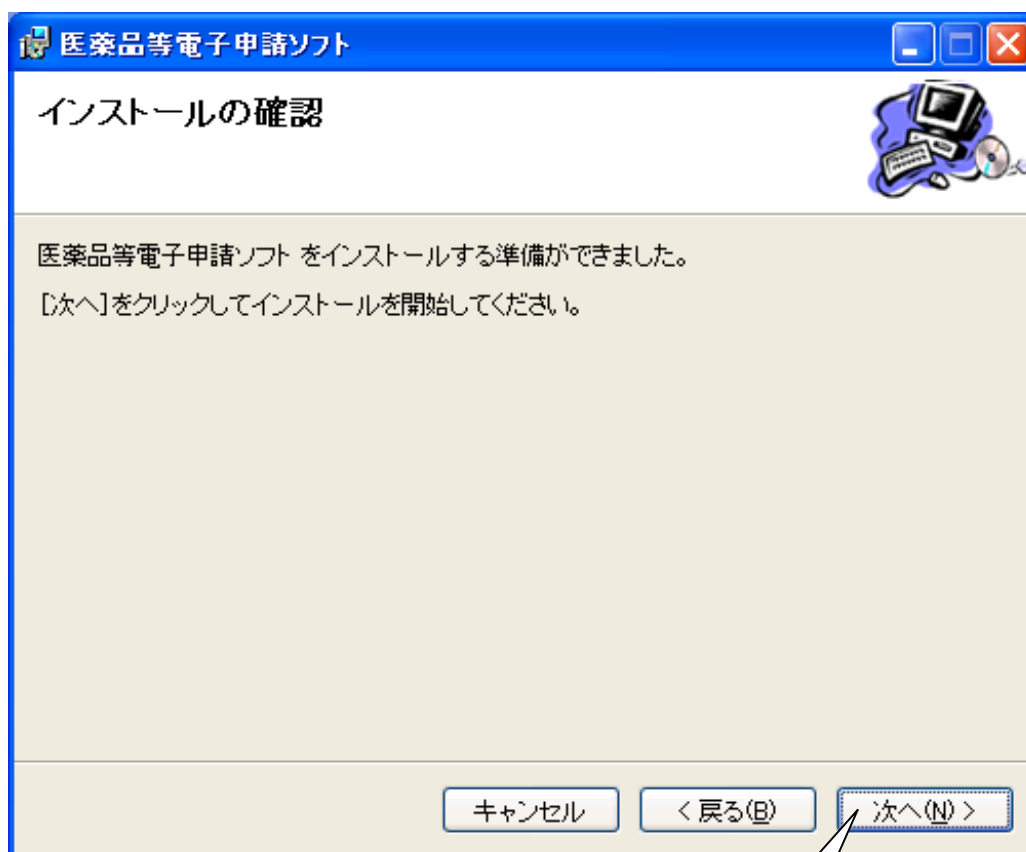 医薬品等電子申請ソフト
インストールの確認
医薬品等電子申請ソフト をインストールする準備ができました。
[次へ]をクリックしてインストールを開始してください。
キャンセル
< 戻る(B)
次へ(N) >